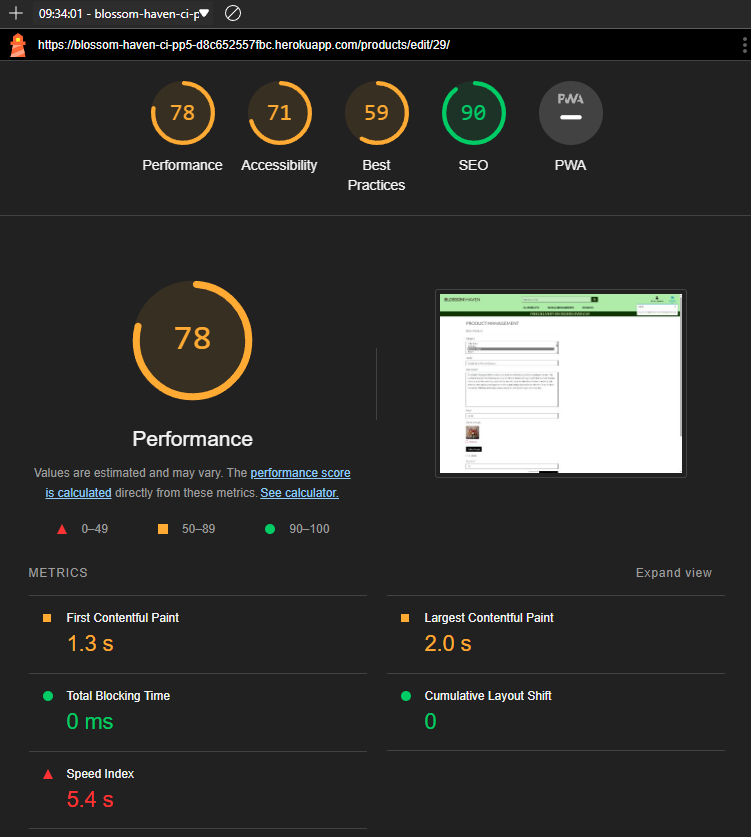 09:34:01 - blossom-haven-ci-p
https://blossom-haven-ci-pp5-d8c652557fbc.herokuapp.com/products/edit/29/
78 71 59 90 PWA
Performance Accessibility Best Practices SEO PWA
78
BLOSSOM HAVEN
PRODUCT MANAGEMENT
Performance
Values are estimated and may vary. The performance score
is calculated directly from these metrics. See calculator.
0–49 50–89 90–100
METRICS Expand view
First Contentful Paint
1.3 s
Largest Contentful Paint
2.0 s
Total Blocking Time
0 ms
Cumulative Layout Shift
0
Speed Index
5.4 s